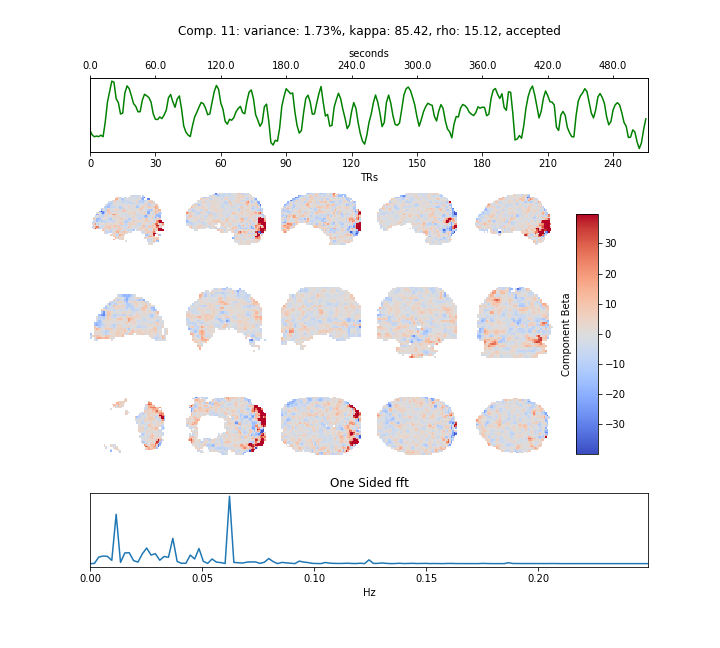 Comp. 11: variance: 1.73%, kappa: 85.42, rho: 15.12, accepted
seconds
0.0 60.0 120.0 180.0 240.0 300.0 360.0 420.0 480.0
0 30 60 90 120 150 180 210 240
TRs
30
20
10
0
−10
−20
−30
Component Beta
One Sided fft
0.00 0.05 0.10 0.15 0.20
Hz